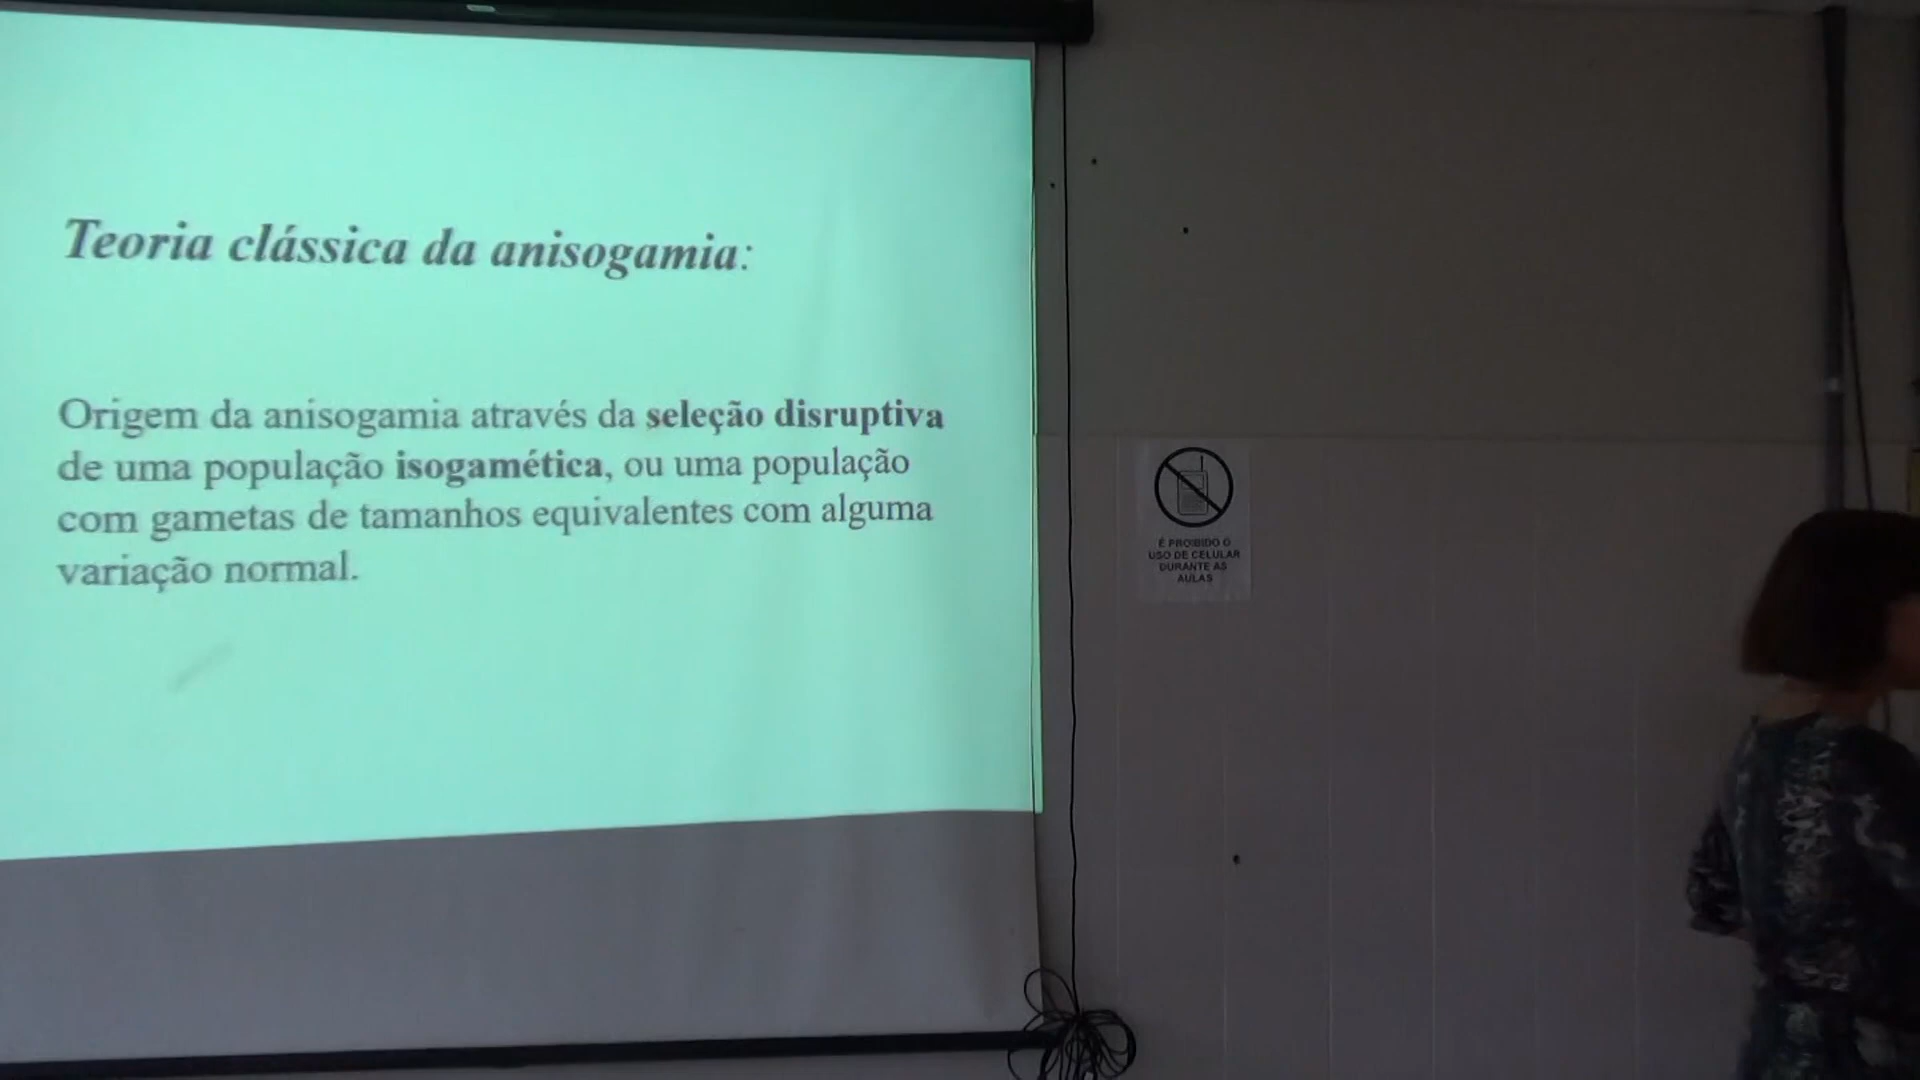 Teoria clássica da anisogamia:
Origem da anisogamia através da seleção disruptiva
de uma população isogamética, ou uma população
com gametas de tamanhos equivalentes com alguma
variação normal.
É PROIBIDO O
USO DE CELULAR
DURANTE AS
AULAS